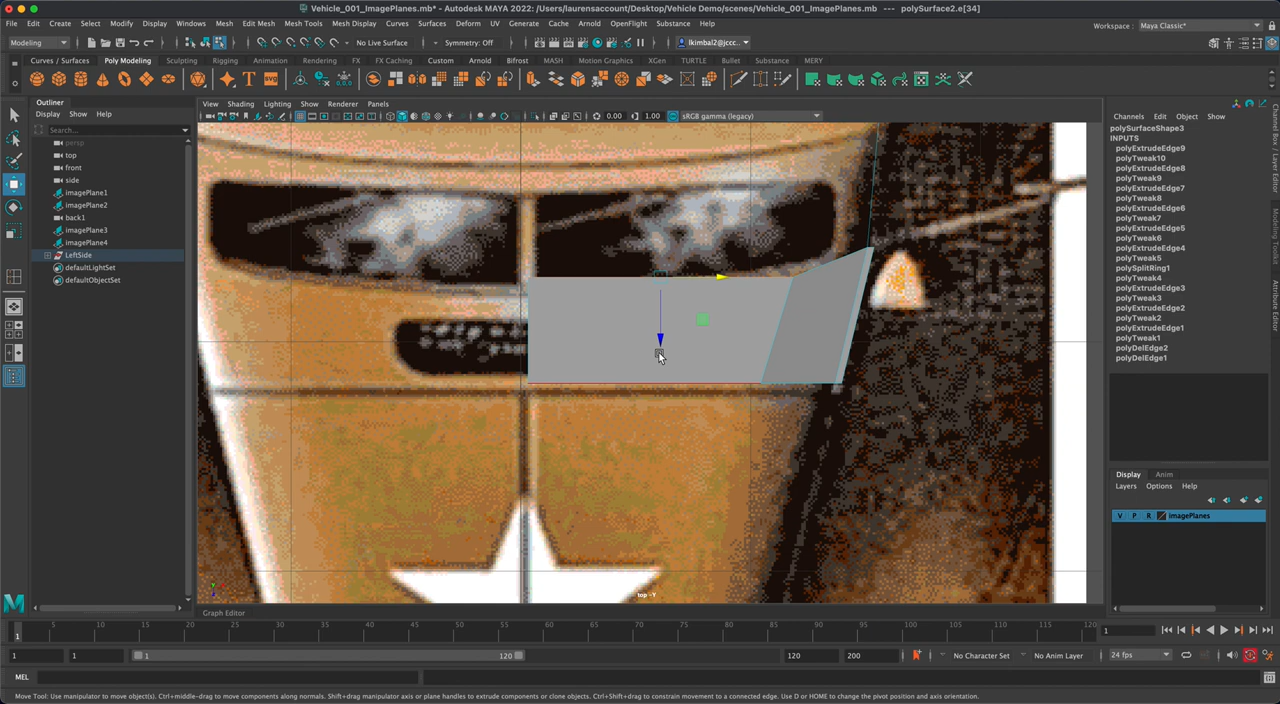 Vehicle_001_ImagePlanes.mb* - Autodesk MAYA 2022: /Users/laurensaccount/Desktop/Vehicle Demo/scenes/Vehicle_001_ImagePlanes.mb --- polySurface2.e[34]
File Edit Create Select Modify Display Windows Mesh Edit Mesh Mesh Tools Mesh Display Curves Surfaces Deform UV Generate Cache Arnold OpenFlight Substance Help
Workspace : Maya Classic*
Modeling No Live Surface Symmetry: Off lkimbal2@jccc...
Curves / Surfaces Poly Modeling Sculpting Rigging Animation Rendering FX FX Caching Custom Arnold Bifrost MASH Motion Graphics XGen TURTLE Bullet Substance MERY
Outliner
Display Show Help
Search...
persp
top
front
side
imagePlane1
imagePlane2
back1
imagePlane3
imagePlane4
LeftSide
defaultLightSet
defaultObjectSet
View Shading Lighting Show Renderer Panels
0.00 1.00 sRGB gamma (legacy)
top -Y
Channels Edit Object Show
polySurfaceShape3
INPUTS
polyExtrudeEdge9
polyTweak10
polyExtrudeEdge8
polyTweak9
polyExtrudeEdge7
polyTweak8
polyExtrudeEdge6
polyTweak7
polyExtrudeEdge5
polyTweak6
polyExtrudeEdge4
polyTweak5
polySplitRing1
polyTweak4
polyExtrudeEdge3
polyTweak3
polyExtrudeEdge2
polyTweak2
polyExtrudeEdge1
polyTweak1
polyDelEdge2
polyDelEdge1
Channel Box / Layer Editor
Modeling Toolkit
Attribute Editor
Display Anim
Layers Options Help
V P R imagePlanes
Graph Editor
5 10 15 20 25 30 35 40 45 50 55 60 65 70 75 80 85 90 95 100 105 110 115 120
1 1
1 1 1 120 120 200 No Character Set No Anim Layer 24 fps
MEL
Move Tool: Use manipulator to move object(s). Ctrl+middle-drag to move components along normals. Shift+drag manipulator axis or plane handles to extrude components or clone objects. Ctrl+Shift+drag to constrain movement to a connected edge. Use D or HOME to change the pivot position and axis orientation.